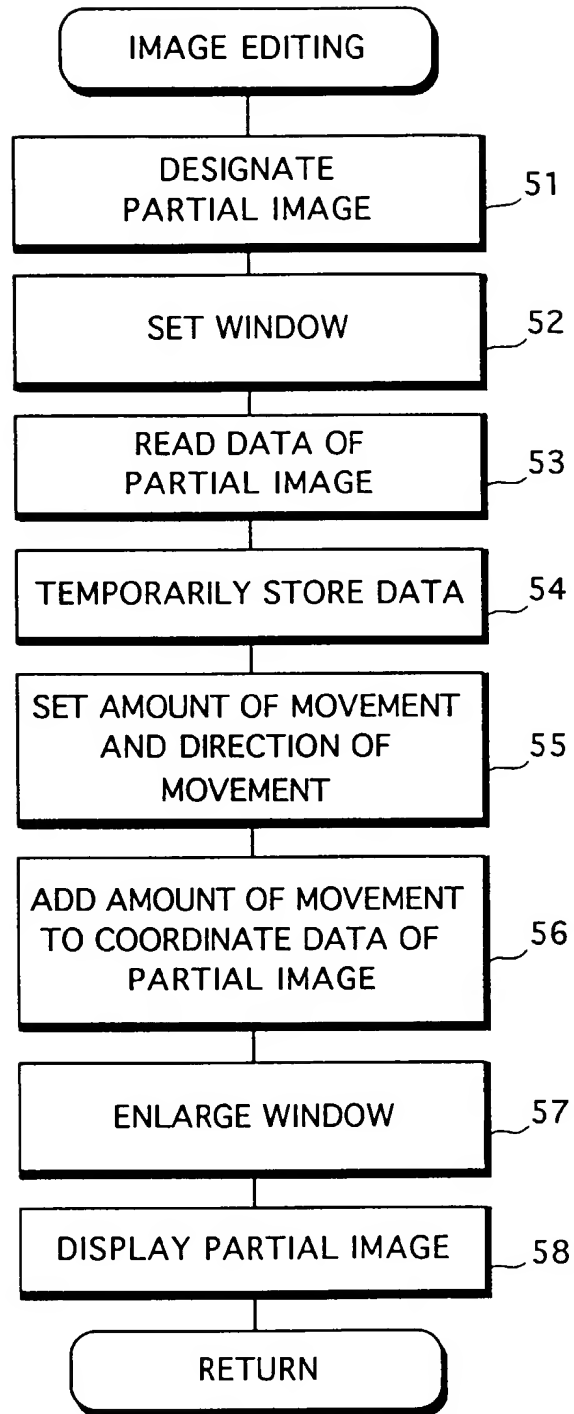 IMAGE EDITING
DESIGNATE
PARTIAL IMAGE
51
SET WINDOW
52
READ DATA OF
PARTIAL IMAGE
53
TEMPORARILY STORE DATA
54
SET AMOUNT OF MOVEMENT
AND DIRECTION OF
MOVEMENT
55
ADD AMOUNT OF MOVEMENT
TO COORDINATE DATA OF
PARTIAL IMAGE
56
ENLARGE WINDOW
57
DISPLAY PARTIAL IMAGE
58
RETURN